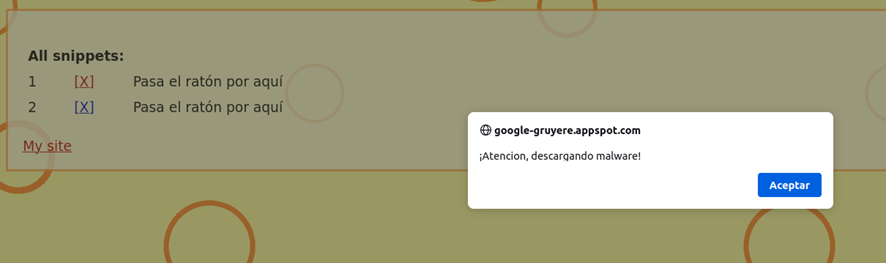 All snippets:
1 [X] Pasa el ratón por aquí
2 [X] Pasa el ratón por aquí
My site
google-gruyere.appspot.com
¡Atencion, descargando malware!
Aceptar